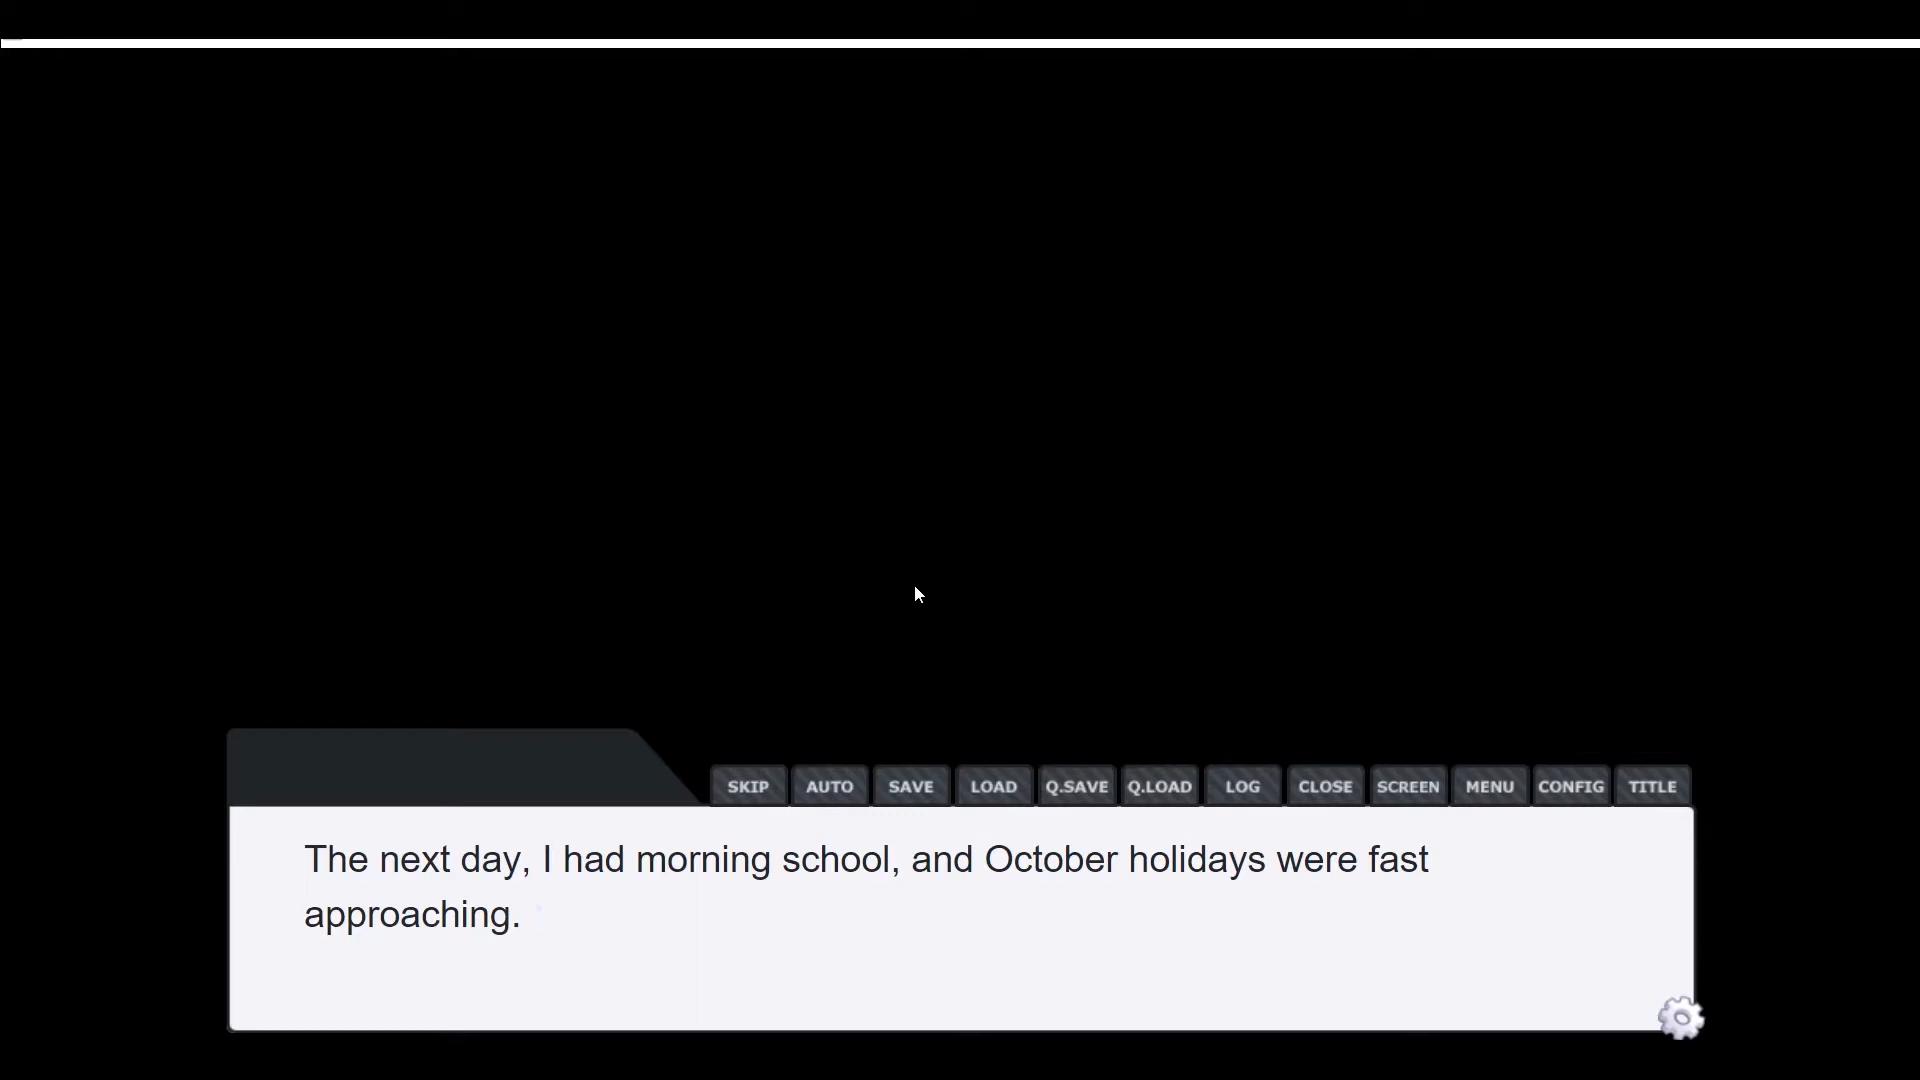 SKIP AUTO SAVE LOAD Q.SAVE Q.LOAD LOG CLOSE SCREEN MENU CONFIG TITLE
The next day, I had morning school, and October holidays were fast
approaching.